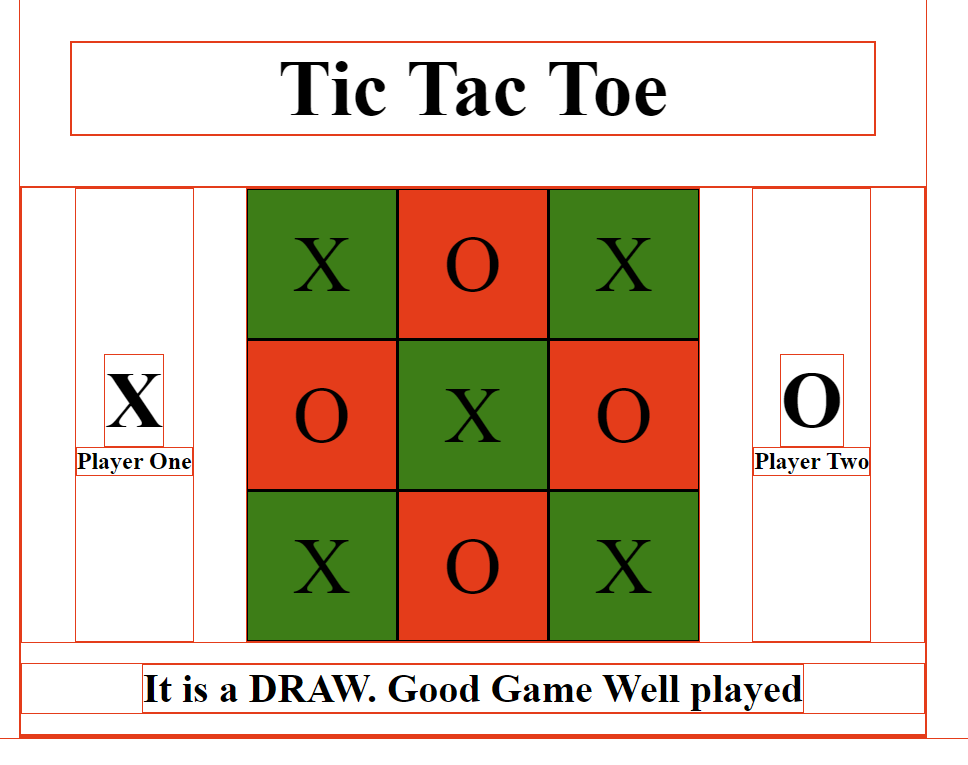 Tic Tac Toe
X O X
O X O
X O X
X
Player One
O
Player Two
It is a DRAW. Good Game Well played